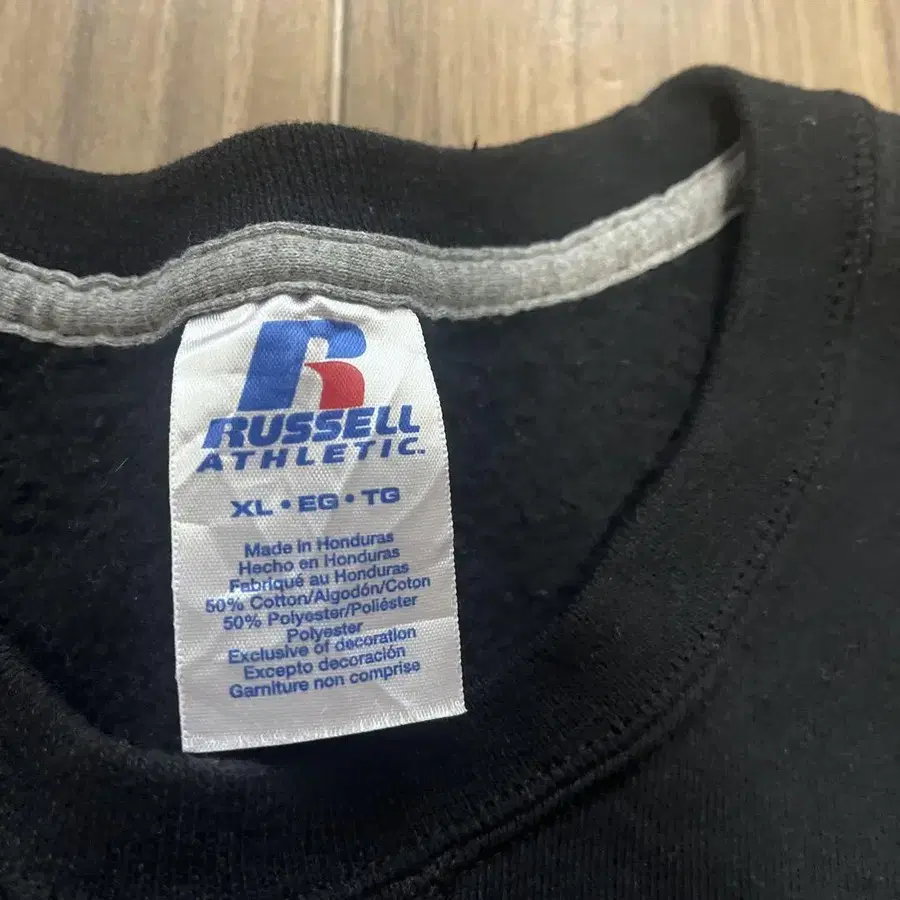 R
RUSSELL
ATHLETIC™
XL • EG • TG
Made in Honduras
Hecho en Honduras
Fabriqué au Honduras
50% Cotton/Algodón/Coton
50% Polyester/Poliéster
Polyester
Exclusive of decoration
Excepto decoración
Garniture non comprise